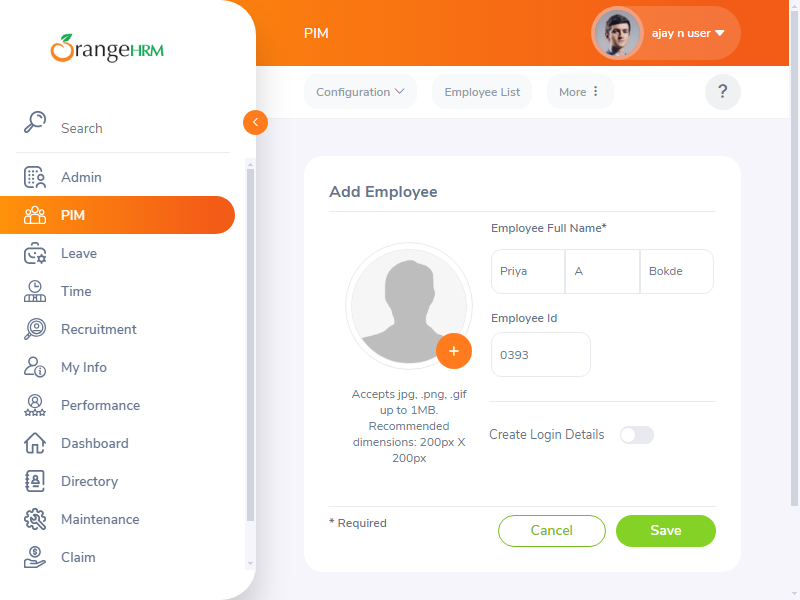 OrangeHRM
Search
Admin
PIM
Leave
Time
Recruitment
My Info
Performance
Dashboard
Directory
Maintenance
Claim
PIM
ajay n user
Configuration
Employee List
More
?
Add Employee
Employee Full Name*
Priya
A
Bokde
Employee Id
0393
+
Accepts jpg, .png, .gif
up to 1MB.
Recommended
dimensions: 200px X
200px
Create Login Details
* Required
Cancel
Save